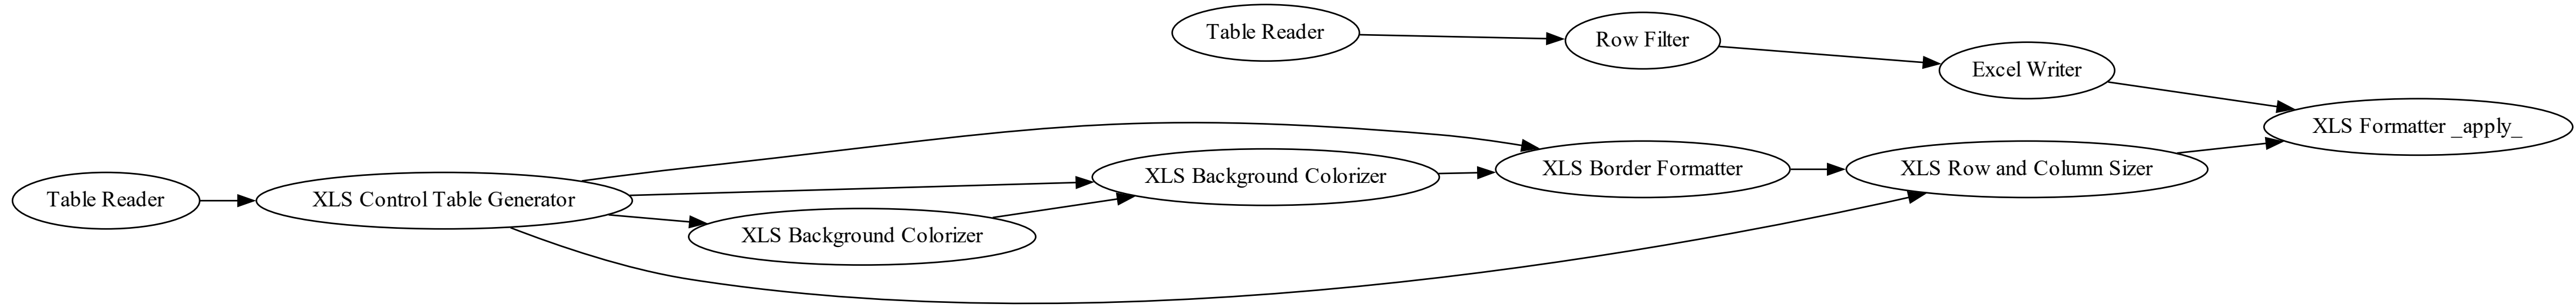 Table Reader
Row Filter
Excel Writer
XLS Formatter _apply_
XLS Border Formatter
XLS Row and Column Sizer
XLS Background Colorizer
Table Reader
XLS Control Table Generator
XLS Background Colorizer